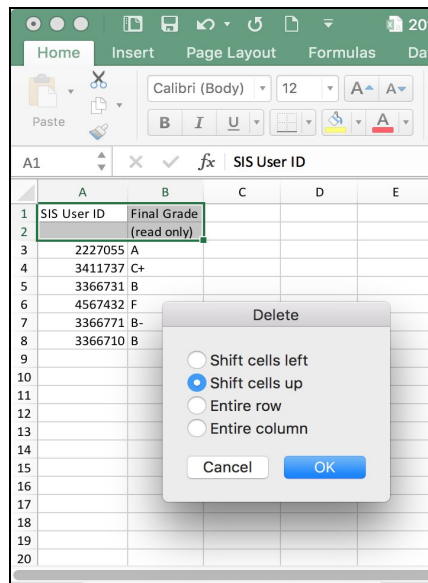 20
Home Insert Page Layout Formulas Da
Paste
Calibri (Body) 12 A A
B I U A
A1 fx SIS User ID
A B C D E
1 SIS User ID Final Grade
2 (read only)
3 2227055 A
4 3411737 C+
5 3366731 B
6 4567432 F
7 3366771 B-
8 3366710 B
9
10
11
12
13
14
15
16
17
18
19
20
Delete
Shift cells left
Shift cells up
Entire row
Entire column
Cancel OK